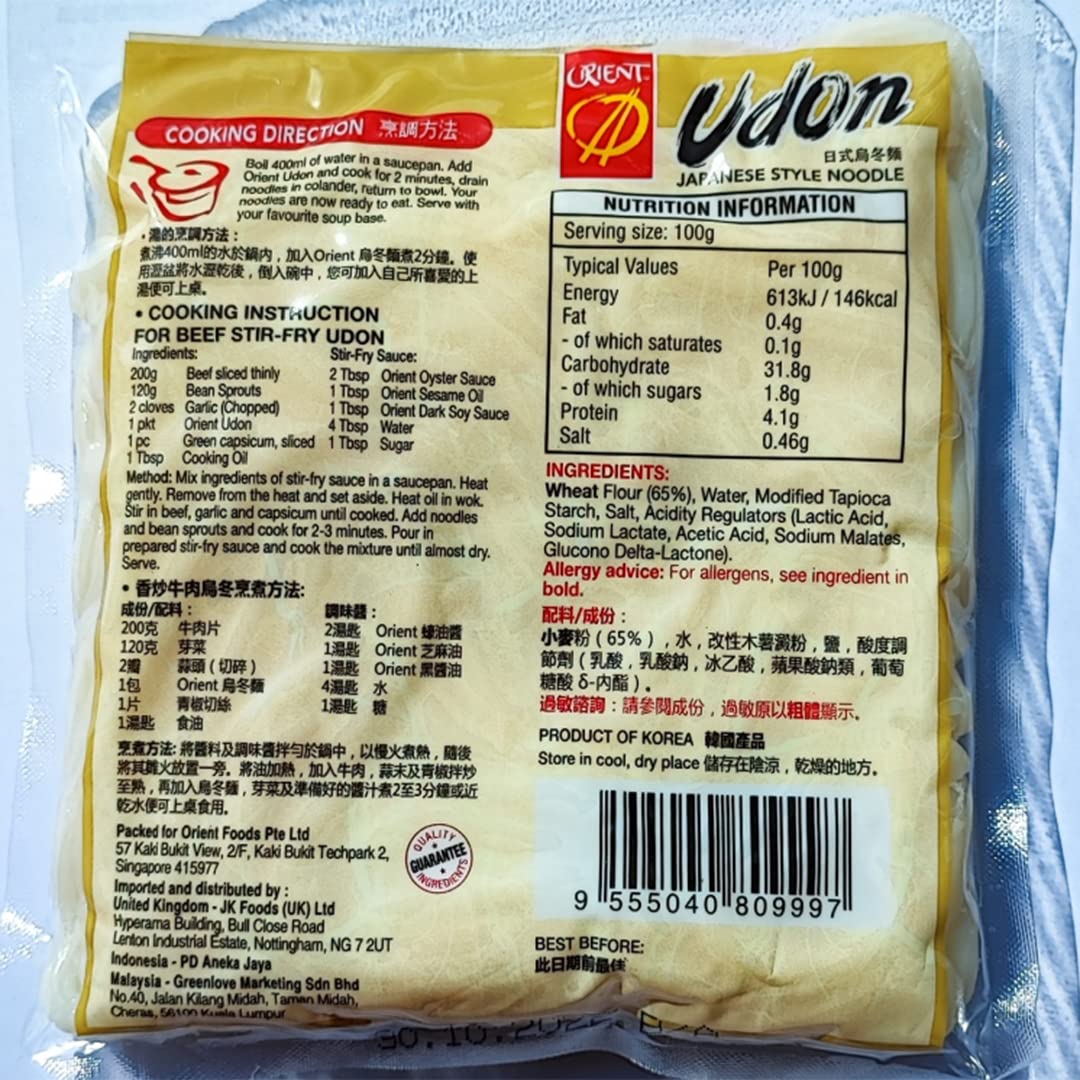 COOKING DIRECTION 烹調方法
Boil 400ml of water in a saucepan. Add
Orient Udon and cook for 2 minutes, drain
noodles in colander, return to bowl. Your
noodles are now ready to eat. Serve with
your favourite soup base.
• 湯的烹調方法：
煮沸400ml的水於鍋內，加入Orient 烏冬麵煮2分鐘。使
用瀝盆將水瀝乾後，倒入碗中，您可加入自己所喜愛的上
湯便可上桌。
• COOKING INSTRUCTION
FOR BEEF STIR-FRY UDON
Ingredients: Stir-Fry Sauce:
200g Beef sliced thinly 2 Tbsp Orient Oyster Sauce
120g Bean Sprouts 1 Tbsp Orient Sesame Oil
2 cloves Garlic (Chopped) 1 Tbsp Orient Dark Soy Sauce
1 pkt Orient Udon 4 Tbsp Water
1 pc Green capsicum, sliced 1 Tbsp Sugar
1 Tbsp Cooking Oil
Method: Mix ingredients of stir-fry sauce in a saucepan. Heat
gently. Remove from the heat and set aside. Heat oil in wok.
Stir in beef, garlic and capsicum until cooked. Add noodles
and bean sprouts and cook for 2-3 minutes. Pour in
prepared stir-fry sauce and cook the mixture until almost dry.
Serve.
• 香炒牛肉烏冬烹煮方法:
成份/配料： 調味醬：
200克 牛肉片 2湯匙 Orient 蠔油醬
120克 芽菜 1湯匙 Orient 芝麻油
2瓣 蒜頭（切碎） 1湯匙 Orient 黑醬油
1包 Orient 烏冬麵 4湯匙 水
1片 青椒切絲 1湯匙 糖
1湯匙 食油
烹煮方法: 將醬料及調味醬拌勻於鍋中，以慢火煮熱，隨後
將其離火放置一旁。將油加熱，加入牛肉，蒜末及青椒拌炒
至熟，再加入烏冬麵，芽菜及準備好的醬汁煮2至3分鐘或近
乾水便可上桌食用。
Packed for Orient Foods Pte Ltd
57 Kaki Bukit View, 2/F, Kaki Bukit Techpark 2,
Singapore 415977
Imported and distributed by :
United Kingdom - JK Foods (UK) Ltd
Hyperama Building, Bull Close Road
Lenton Industrial Estate, Nottingham, NG 7 2UT
Indonesia - PD Aneka Jaya
Malaysia - Greenlove Marketing Sdn Bhd
No.40, Jalan Kilang Midah, Taman Midah,
Cheras, 56100 Kuala Lumpur
QUALITY
GUARANTEE
INGREDIENTS
ORIENT
Udon
日式烏冬麵
JAPANESE STYLE NOODLE
NUTRITION INFORMATION
Serving size: 100g
Typical Values Per 100g
Energy 613kJ / 146kcal
Fat 0.4g
- of which saturates 0.1g
Carbohydrate 31.8g
- of which sugars 1.8g
Protein 4.1g
Salt 0.46g
INGREDIENTS:
Wheat Flour (65%), Water, Modified Tapioca
Starch, Salt, Acidity Regulators (Lactic Acid,
Sodium Lactate, Acetic Acid, Sodium Malates,
Glucono Delta-Lactone).
Allergy advice: For allergens, see ingredient in
bold.
配料/成份：
小麥粉（65%），水，改性木薯澱粉，鹽，酸度調
節劑（乳酸，乳酸鈉，冰乙酸，蘋果酸鈉類，葡萄
糖酸 δ-內酯）。
過敏諮詢：請參閱成份，過敏原以粗體顯示。
PRODUCT OF KOREA 韓國產品
Store in cool, dry place 儲存在陰涼，乾燥的地方。
9 555040 809997
BEST BEFORE:
此日期前最佳